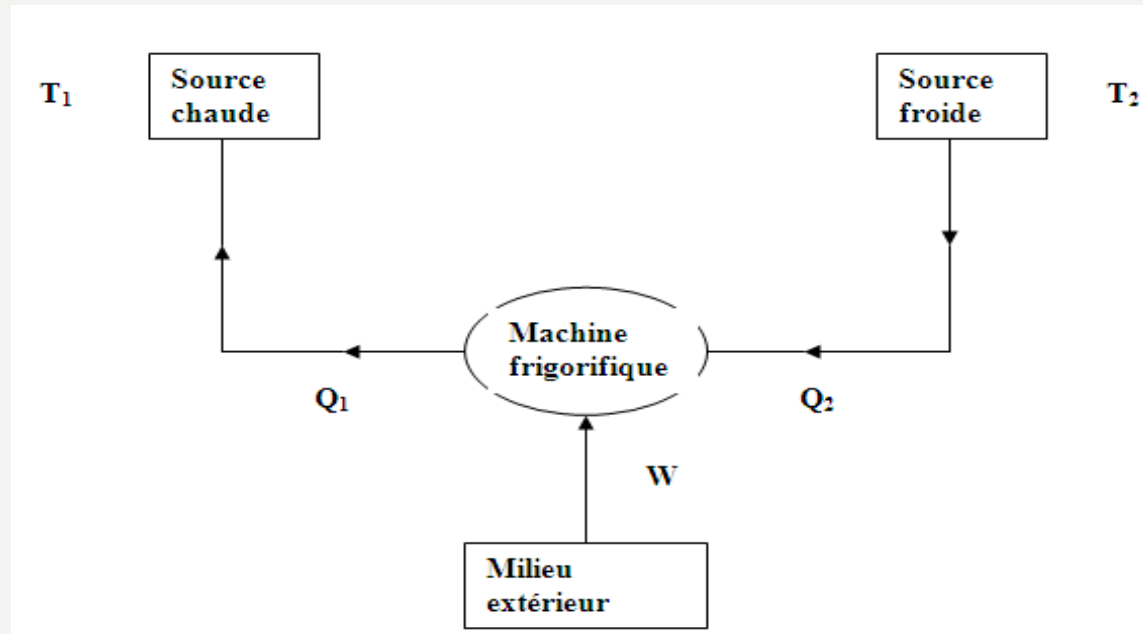 T₁
Source
chaude
Source
froide
T₂
Machine
frigorifique
Q₁
Q₂
W
Milieu
extérieur